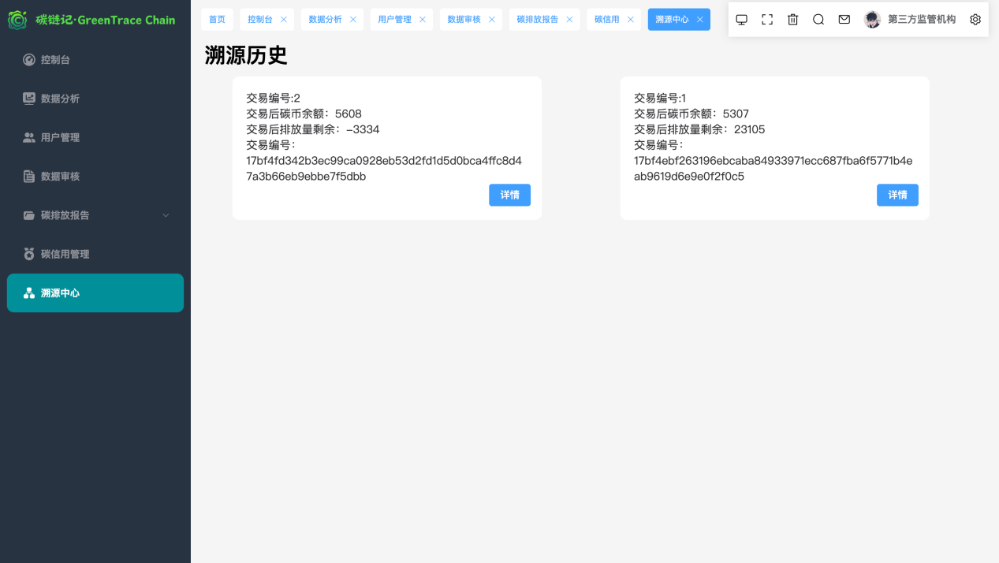 碳链记·GreenTrace Chain
控制台
数据分析
用户管理
数据审核
碳排放报告
碳信用管理
溯源中心
首页
控制台
数据分析
用户管理
数据审核
碳排放报告
碳信用
溯源中心
第三方监管机构
溯源历史
交易编号:2
交易后碳币余额：5608
交易后排放量剩余：-3334
交易编号：
17bf4fd342b3ec99ca0928eb53d2fd1d5d0bca4ffc8d4
7a3b66eb9ebbe7f5dbb
详情
交易编号:1
交易后碳币余额：5307
交易后排放量剩余：23105
交易编号：
17bf4ebf263196ebcaba84933971ecc687fba6f5771b4e
ab9619d6e9e0f2f0c5
详情